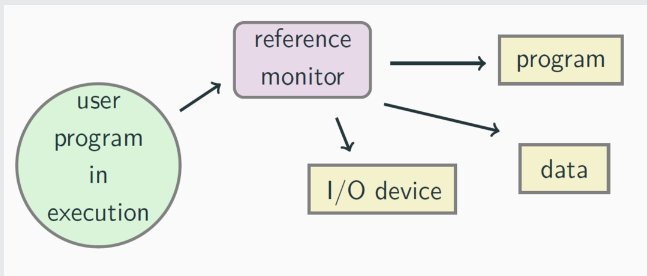 reference
monitor
program
user
program
in
execution
I/O device
data